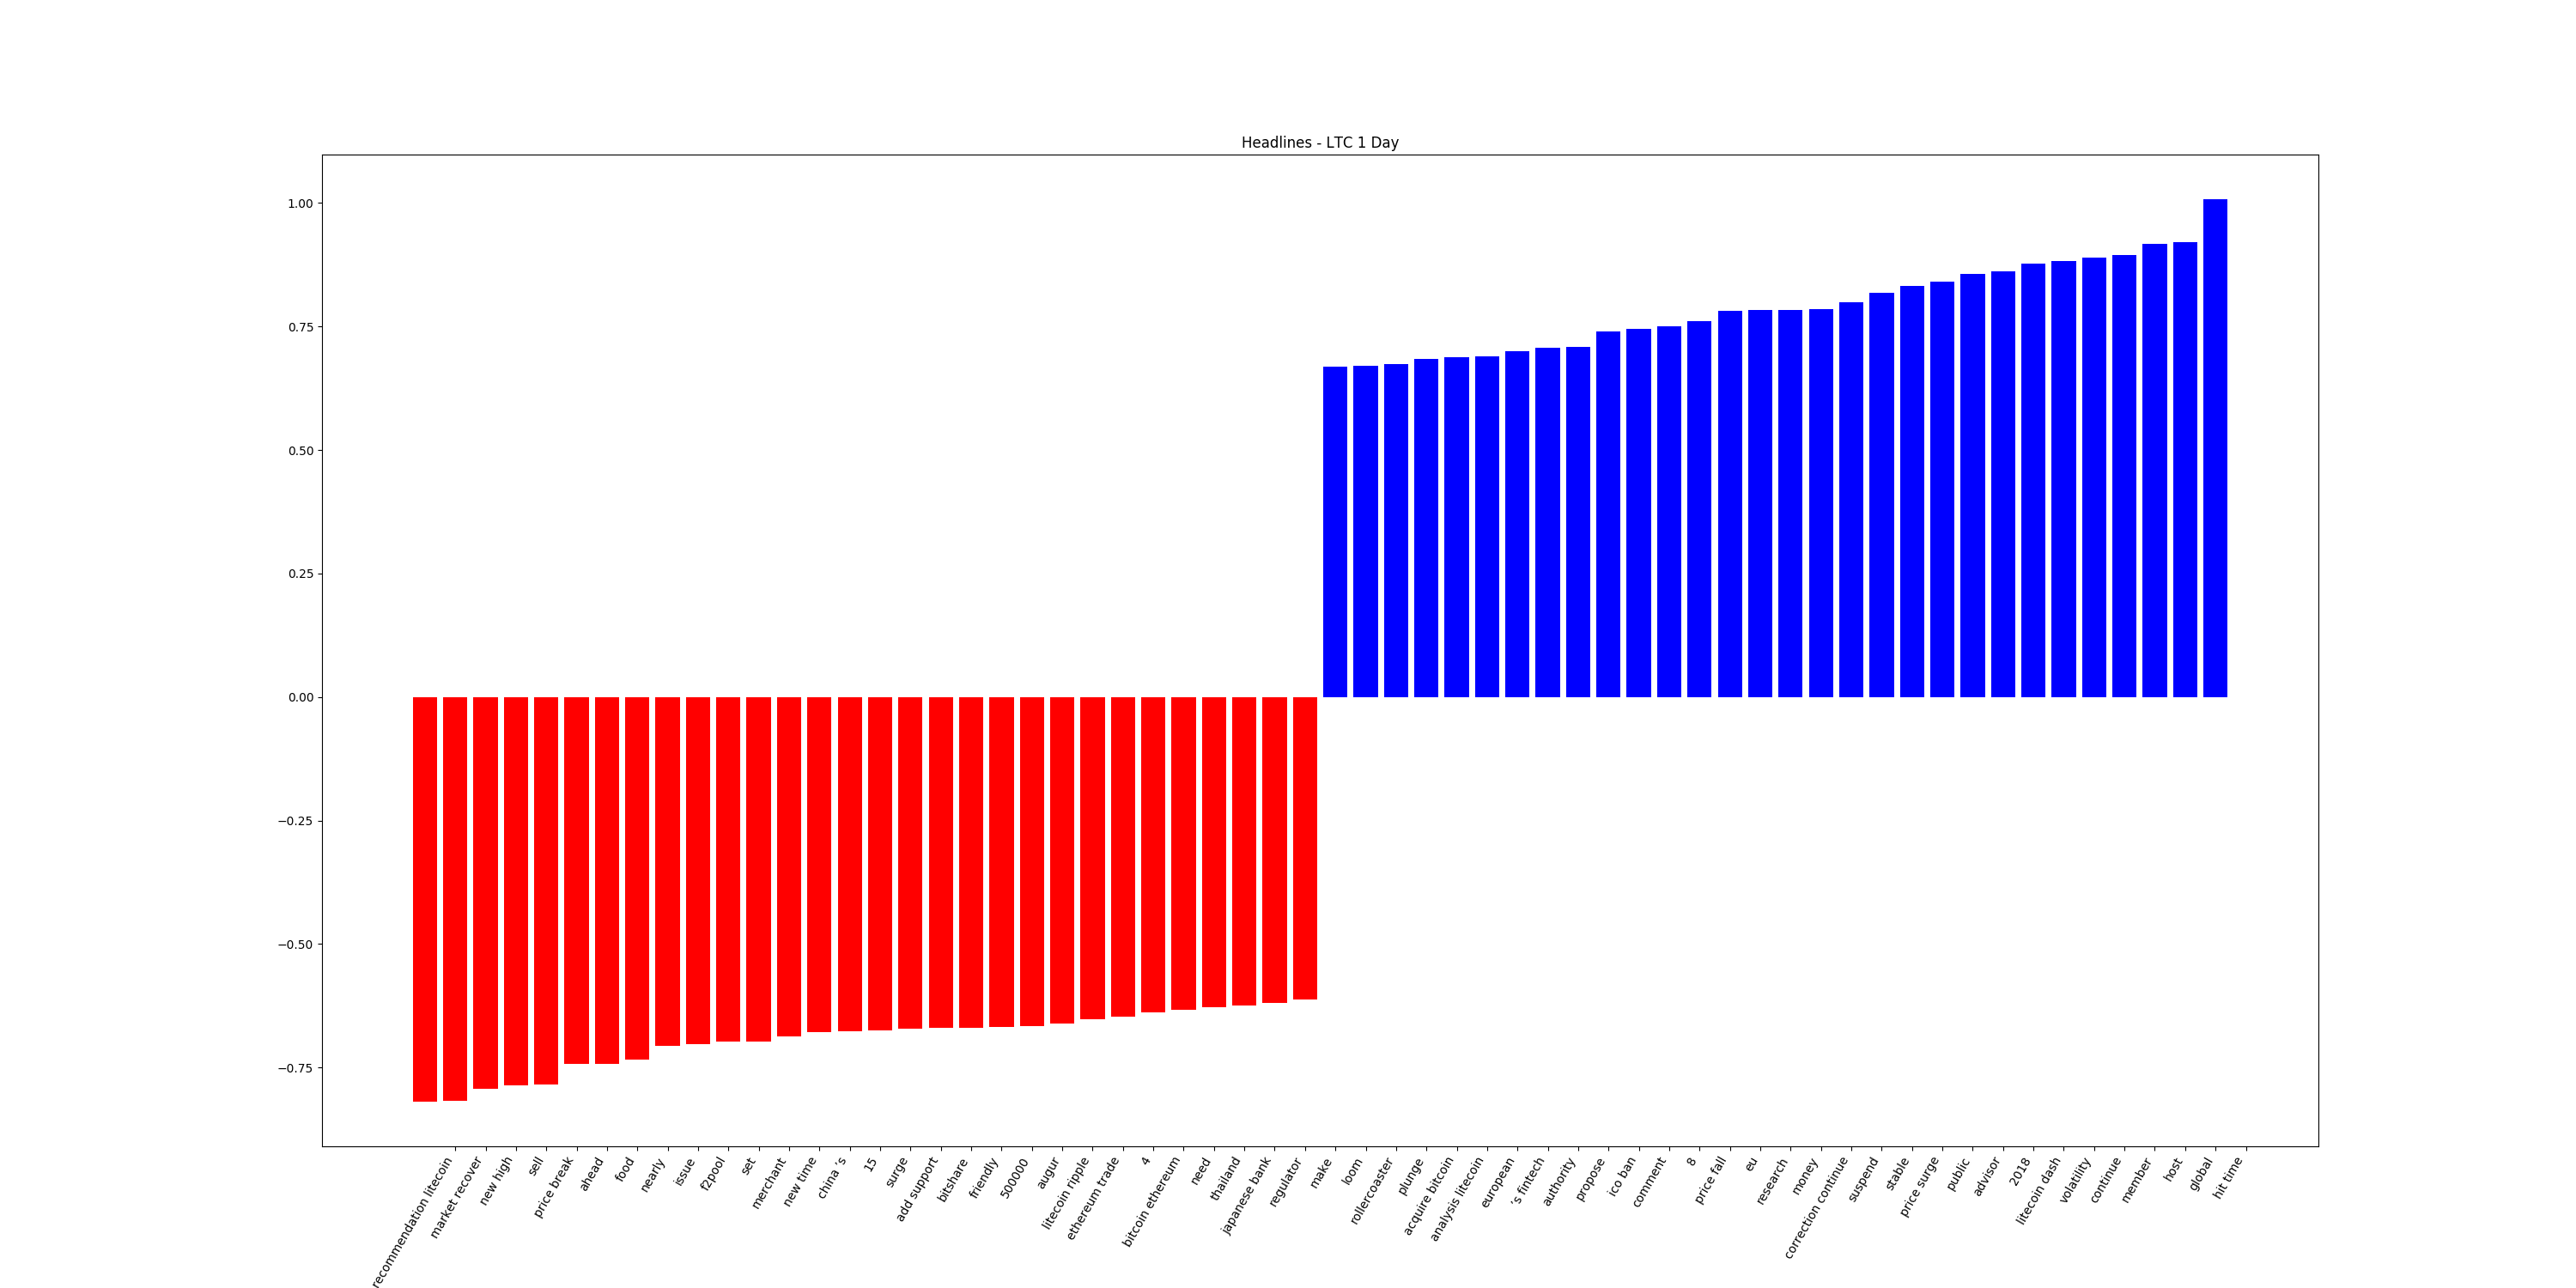 Headlines - LTC 1 Day
1.00
0.75
0.50
0.25
0.00
−0.25
−0.50
−0.75
recommendation litecoin
market recover
new high
sell
price break
ahead
food
nearly
issue
f2pool
set
merchant
new time
china 's
15
surge
add support
bitshare
friendly
500000
augur
litecoin ripple
ethereum trade
4
bitcoin ethereum
need
thailand
japanese bank
regulator
make
loom
rollercoaster
plunge
acquire bitcoin
analysis litecoin
european
's fintech
authority
propose
ico ban
comment
8
price fall
eu
research
money
correction continue
suspend
stable
price surge
public
advisor
2018
litecoin dash
volatility
continue
member
host
global
hit time